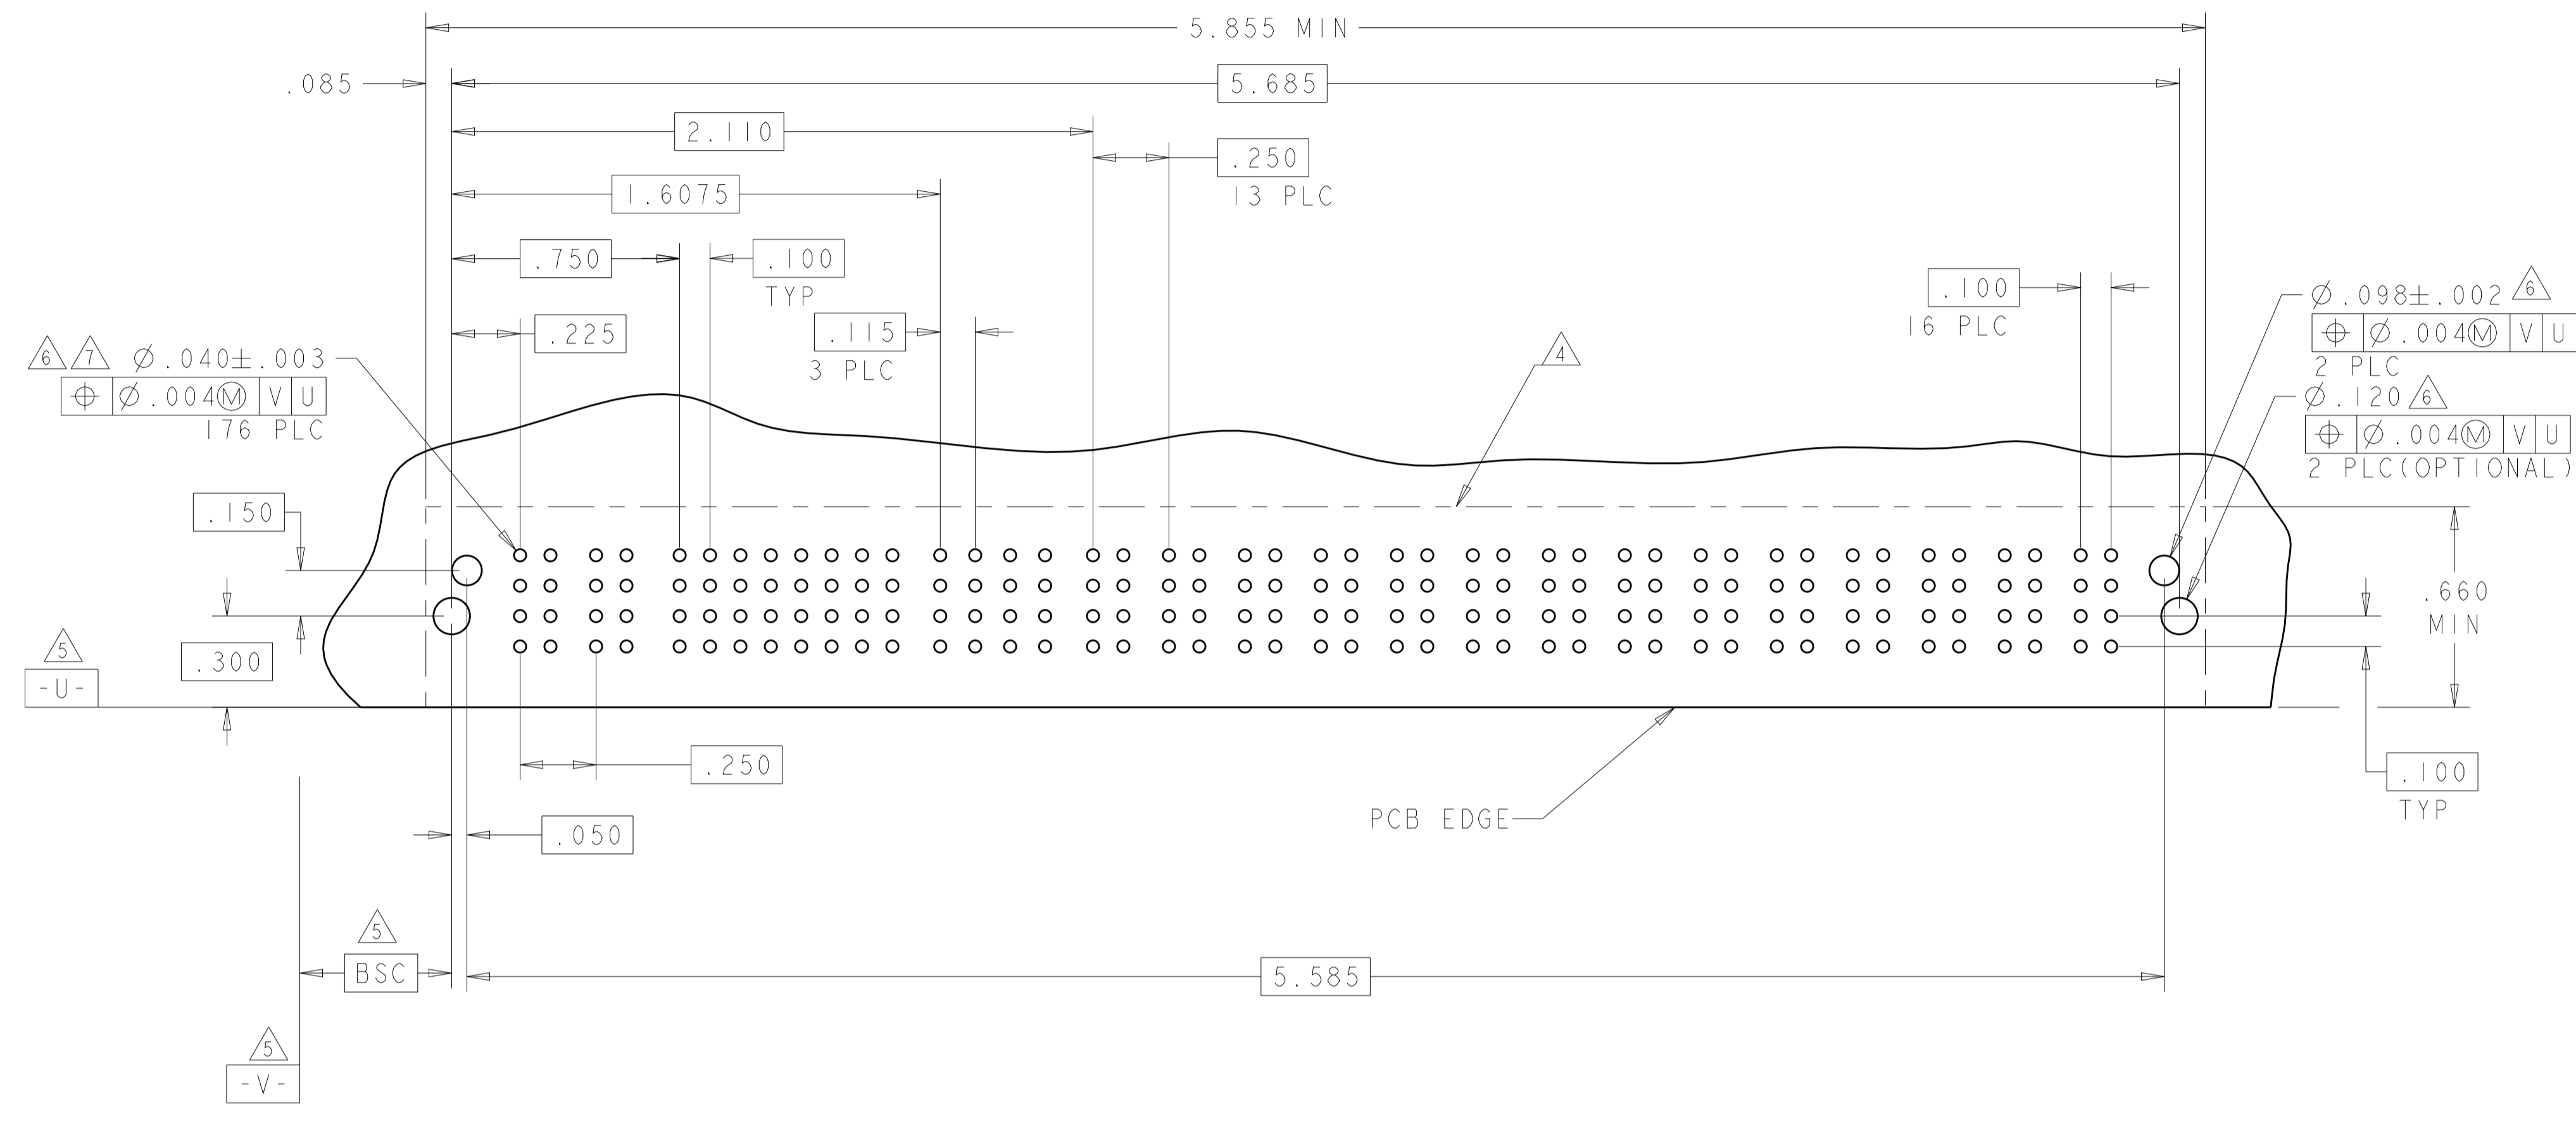 5.855 MIN
.085
5.685
2.110
.250
13 PLC
1.6075
.750
.100
TYP
.100
16 PLC
6
Ø.098±.002
⌖ Ø.004Ⓜ V U
2 PLC
.225
.115
3 PLC
4
6 7 Ø.040±.003
⌖ Ø.004Ⓜ V U
176 PLC
Ø.120 6
⌖ Ø.004Ⓜ V U
2 PLC(OPTIONAL)
.150
.660
MIN
5
-U-
.300
.250
.100
TYP
PCB EDGE
.050
5
BSC
5.585
5
-V-